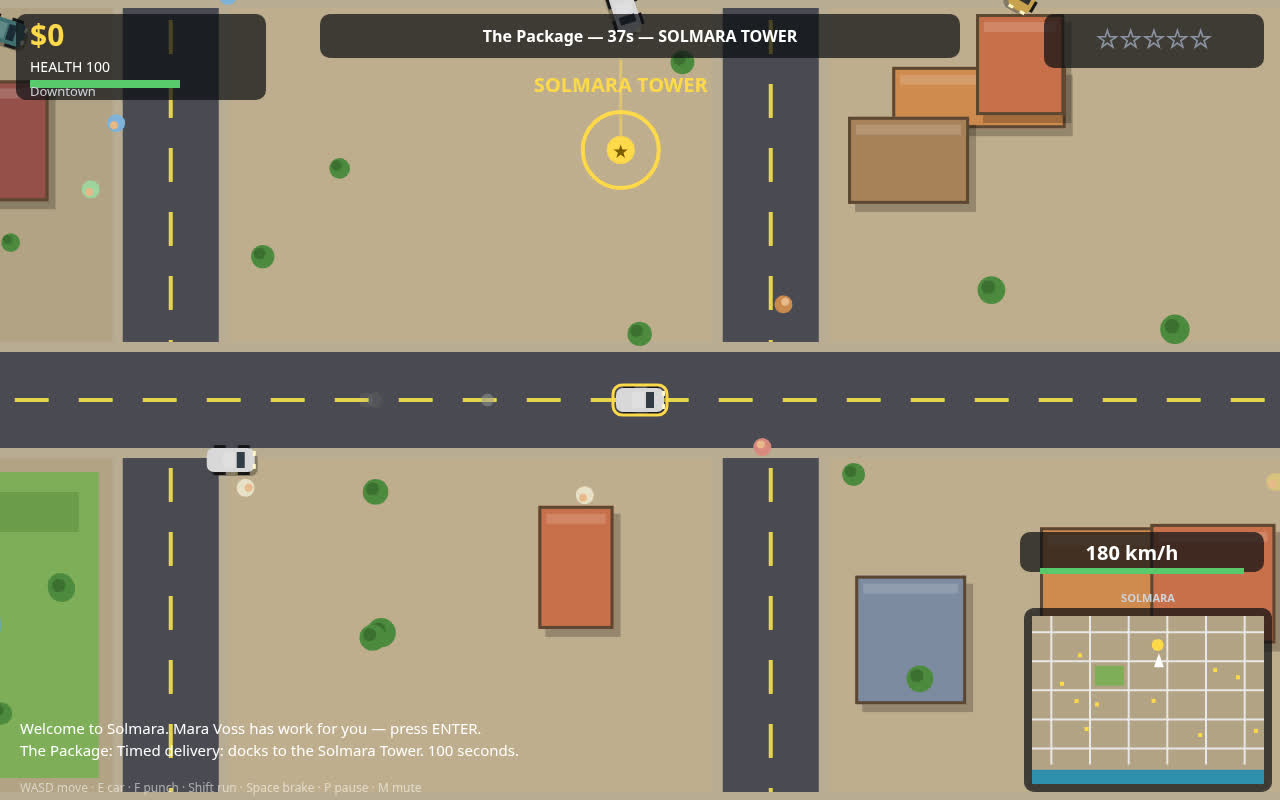 $0
HEALTH 100
Downtown
The Package — 37s — SOLMARA TOWER
SOLMARA TOWER
180 km/h
SOLMARA
Welcome to Solmara. Mara Voss has work for you — press ENTER.
The Package: Timed delivery: docks to the Solmara Tower. 100 seconds.
WASD move · E car · F punch · Shift run · Space brake · P pause · M mute